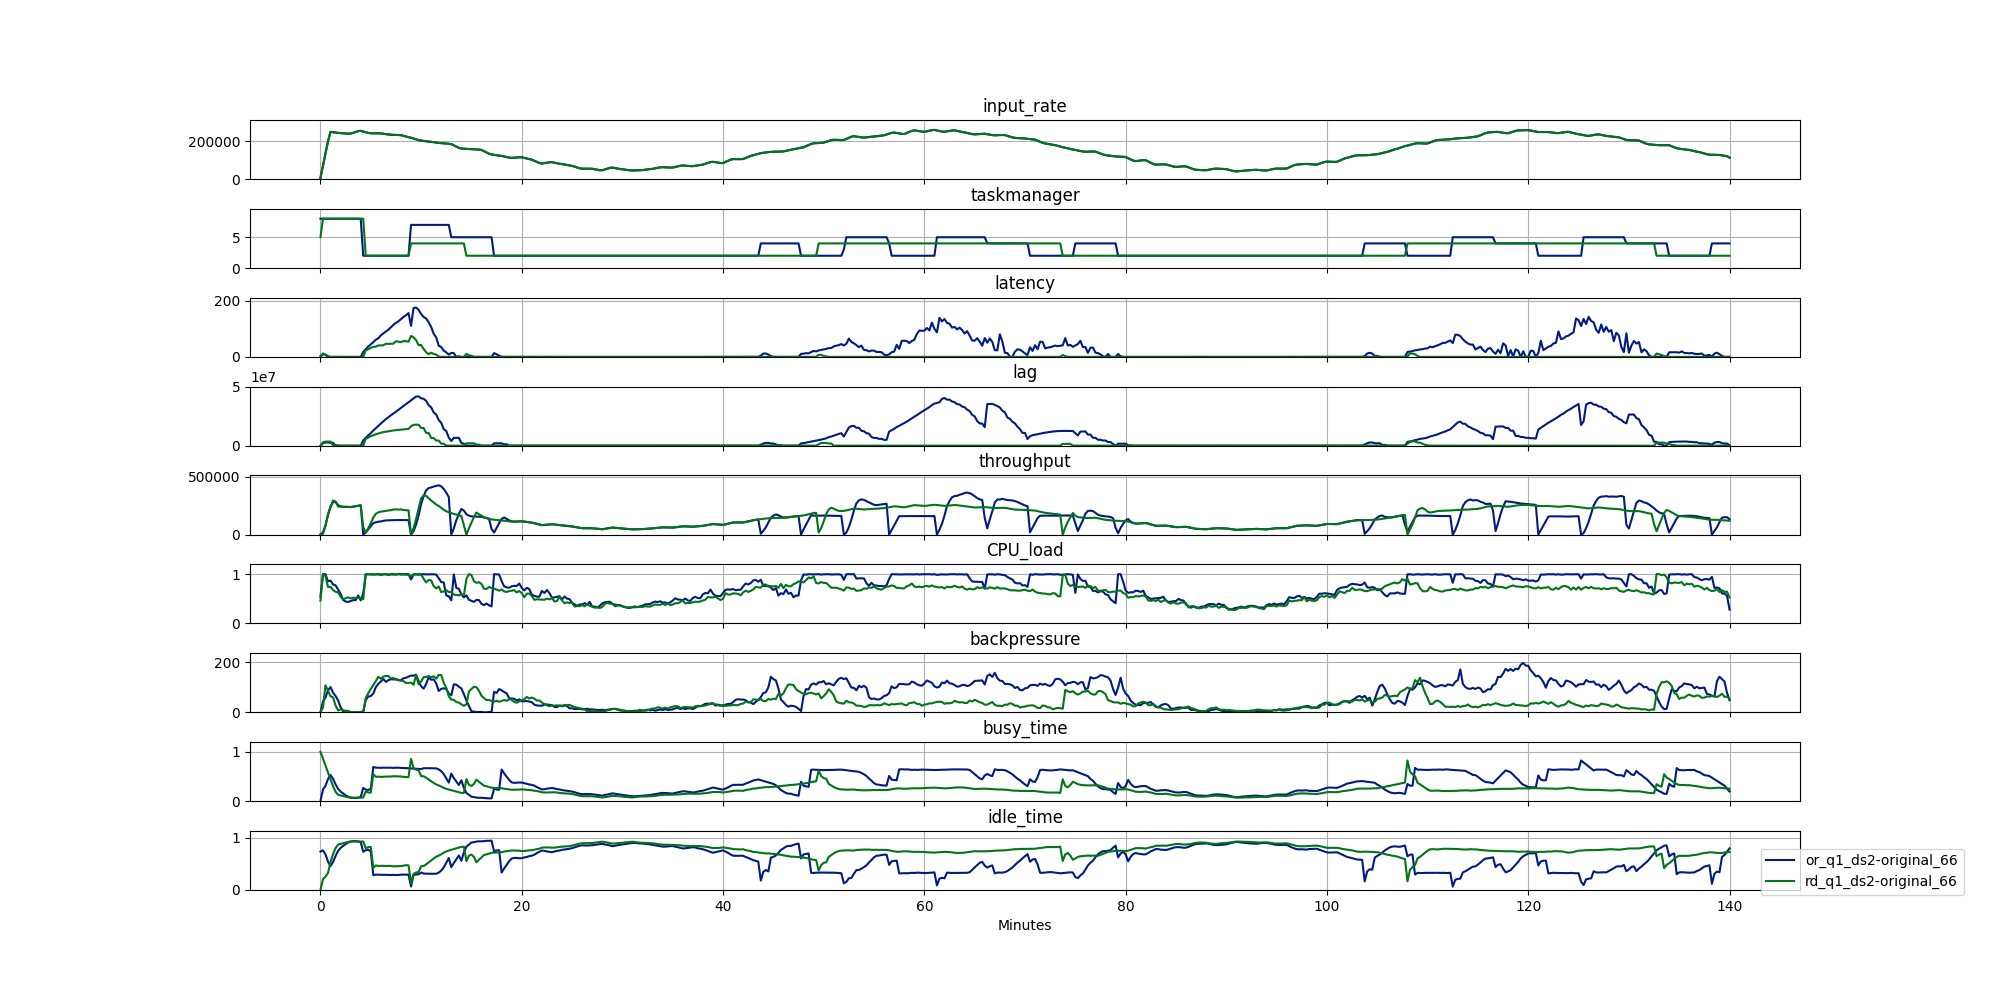 input_rate
200000
0
taskmanager
5
0
latency
200
0
lag
1e7
5
0
throughput
500000
0
CPU_load
1
0
backpressure
200
0
busy_time
1
0
idle_time
1
0
0 20 40 60 80 100 120 140
Minutes
or_q1_ds2-original_66
rd_q1_ds2-original_66